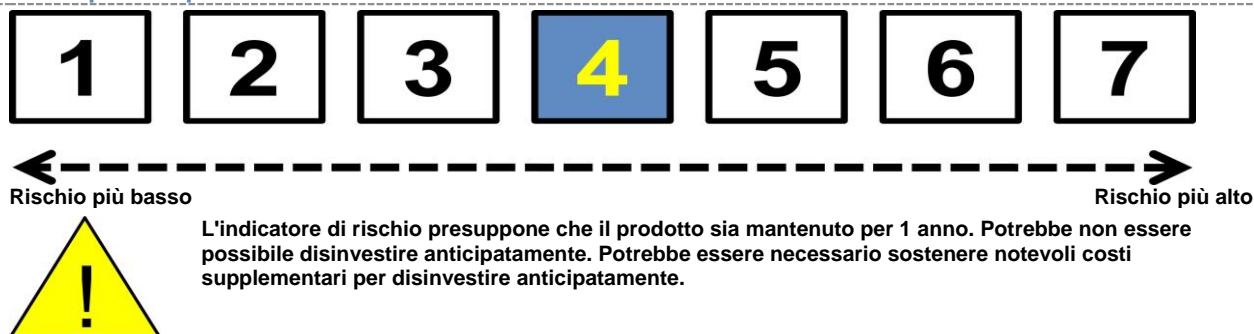 1 2 3 4 5 6 7
Rischio più basso Rischio più alto
L'indicatore di rischio presuppone che il prodotto sia mantenuto per 1 anno. Potrebbe non essere
possibile disinvestire anticipatamente. Potrebbe essere necessario sostenere notevoli costi
supplementari per disinvestire anticipatamente.
!